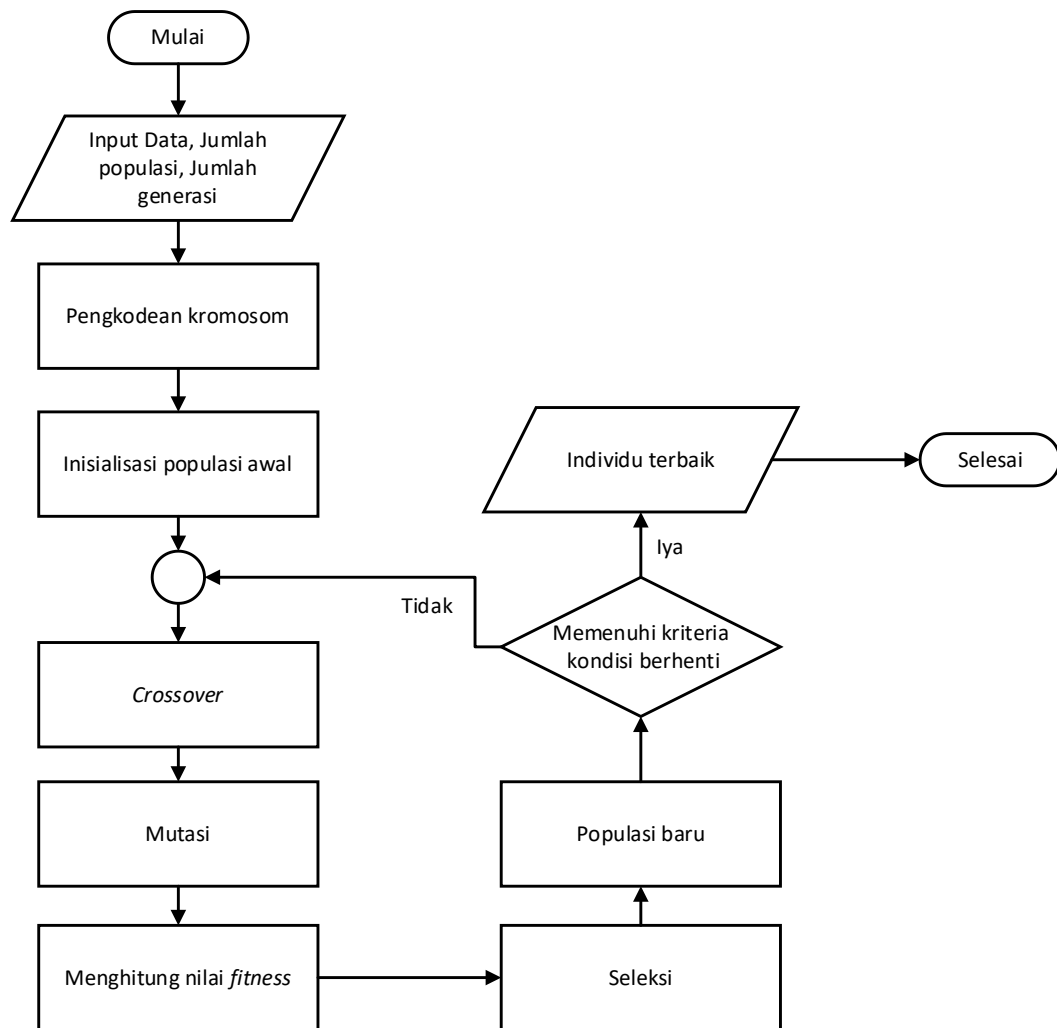 Mulai
Input Data, Jumlah
populasi, Jumlah
generasi
Pengkodean kromosom
Inisialisasi populasi awal
Crossover
Mutasi
Menghitung nilai fitness
Seleksi
Populasi baru
Memenuhi kriteria
kondisi berhenti
Tidak
Iya
Individu terbaik
Selesai